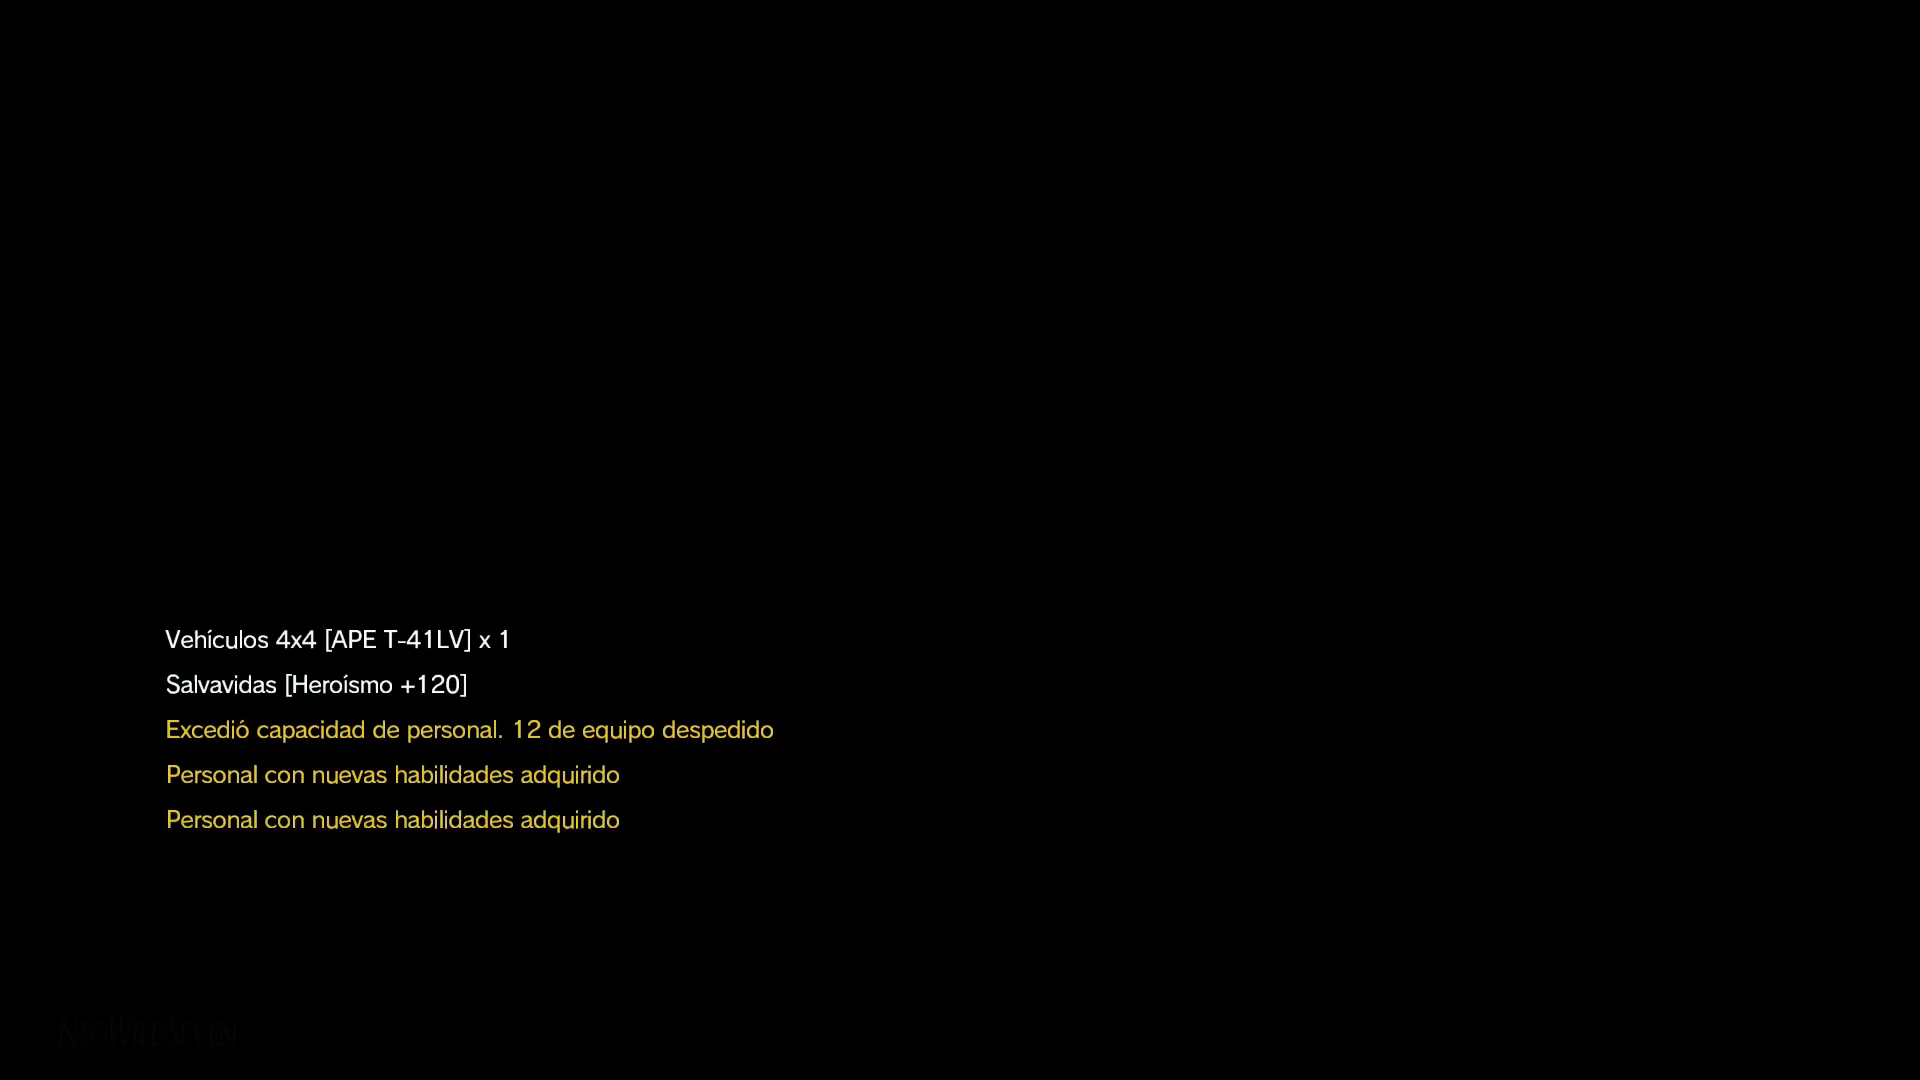 Vehículos 4x4 [APE T-41LV] x 1
Salvavidas [Heroísmo +120]
Excedió capacidad de personal. 12 de equipo despedido
Personal con nuevas habilidades adquirido
Personal con nuevas habilidades adquirido
NeoWildSeven